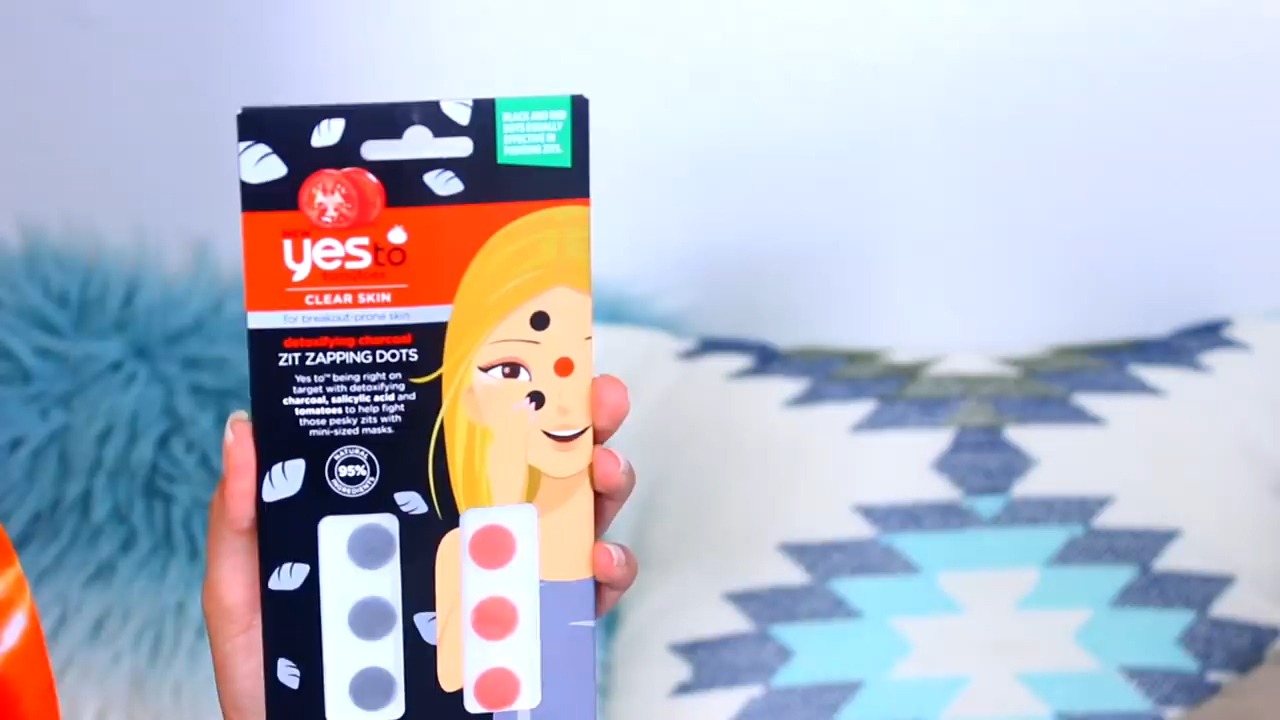 BLACK AND RED
DOTS EQUALLY
EFFECTIVE IN
FIGHTING ZITS.
NEW
yes to
tomatoes
CLEAR SKIN
for breakout-prone skin
detoxifying charcoal
ZIT ZAPPING DOTS
Yes to™ being right on
target with detoxifying
charcoal, salicylic acid and
tomatoes to help fight
those pesky zits with
mini-sized masks.
NATURAL
95%
INGREDIENTS